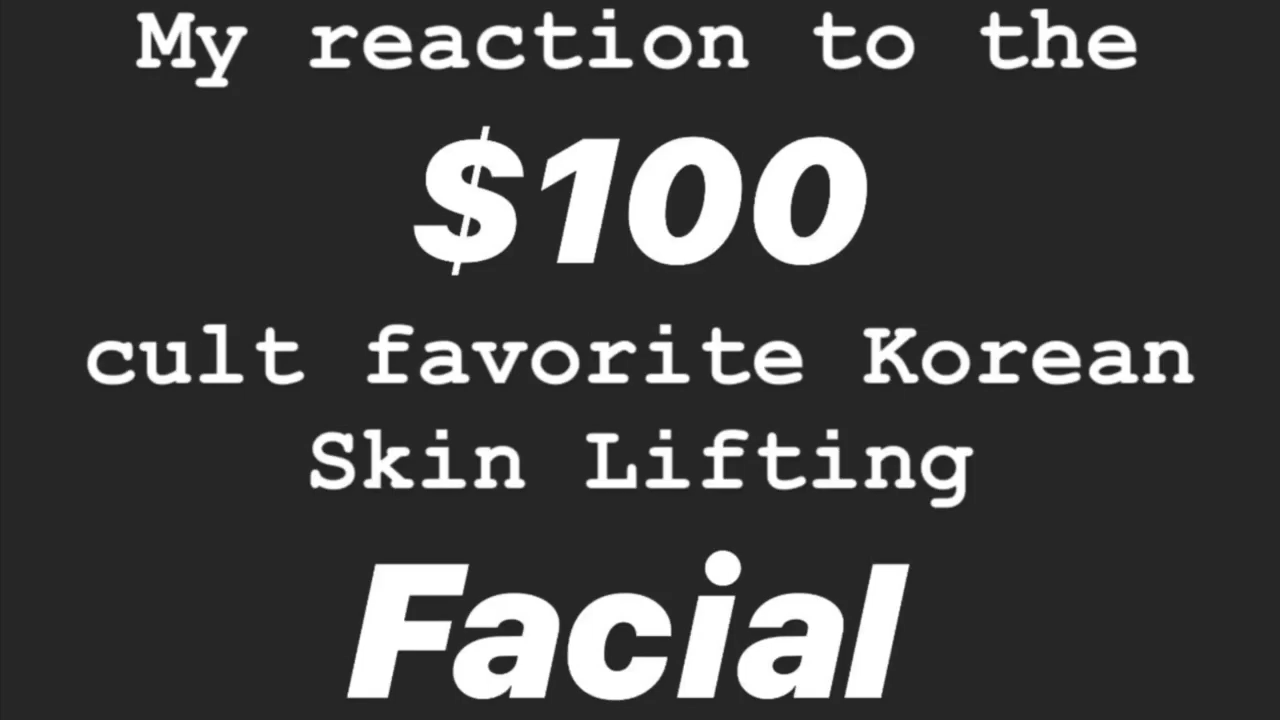 My reaction to the
$100
cult favorite Korean
Skin Lifting
Facial